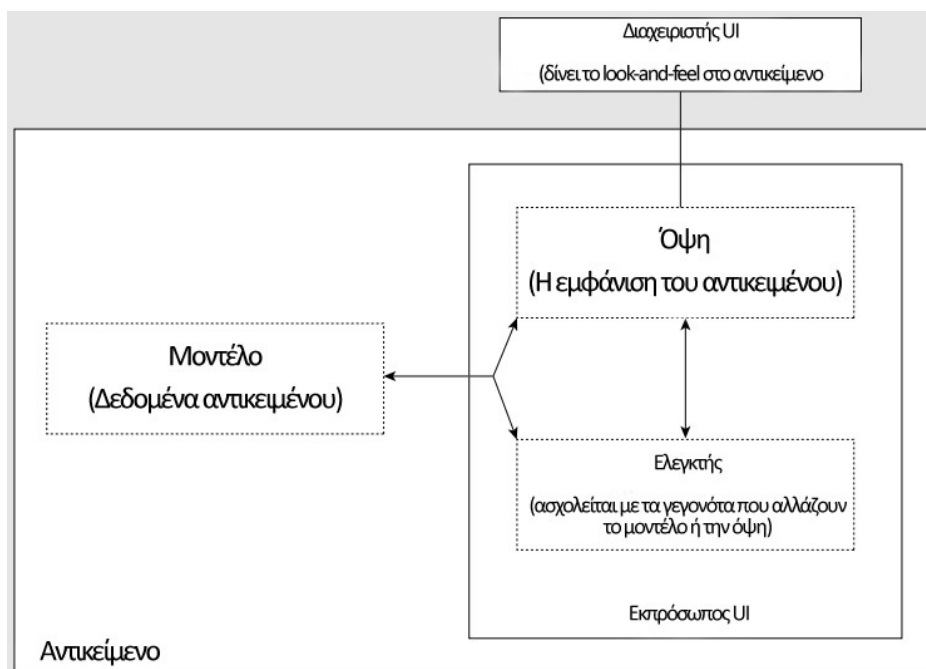 Διαχειριστής UI
(δίνει το look-and-feel στο αντικείμενο
Όψη
(Η εμφάνιση του αντικειμένου)
Μοντέλο
(Δεδομένα αντικειμένου)
Ελεγκτής
(ασχολείται με τα γεγονότα που αλλάζουν
το μοντέλο ή την όψη)
Εκπρόσωπος UI
Αντικείμενο